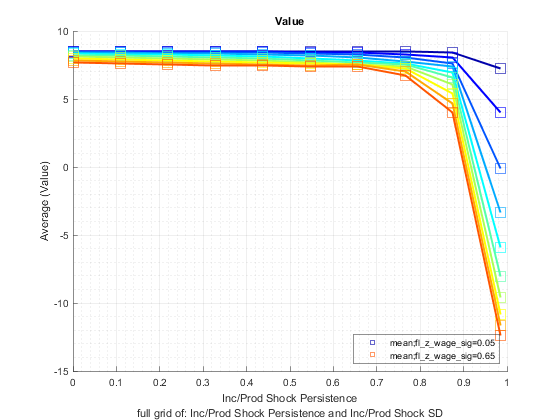 Value
10
5
0
-5
-10
-15
Average (Value)
0
0.1
0.2
0.3
0.4
0.5
0.6
0.7
0.8
0.9
1
mean;fl_z_wage_sig=0.05
mean;fl_z_wage_sig=0.65
Inc/Prod Shock Persistence
full grid of: Inc/Prod Shock Persistence and Inc/Prod Shock SD